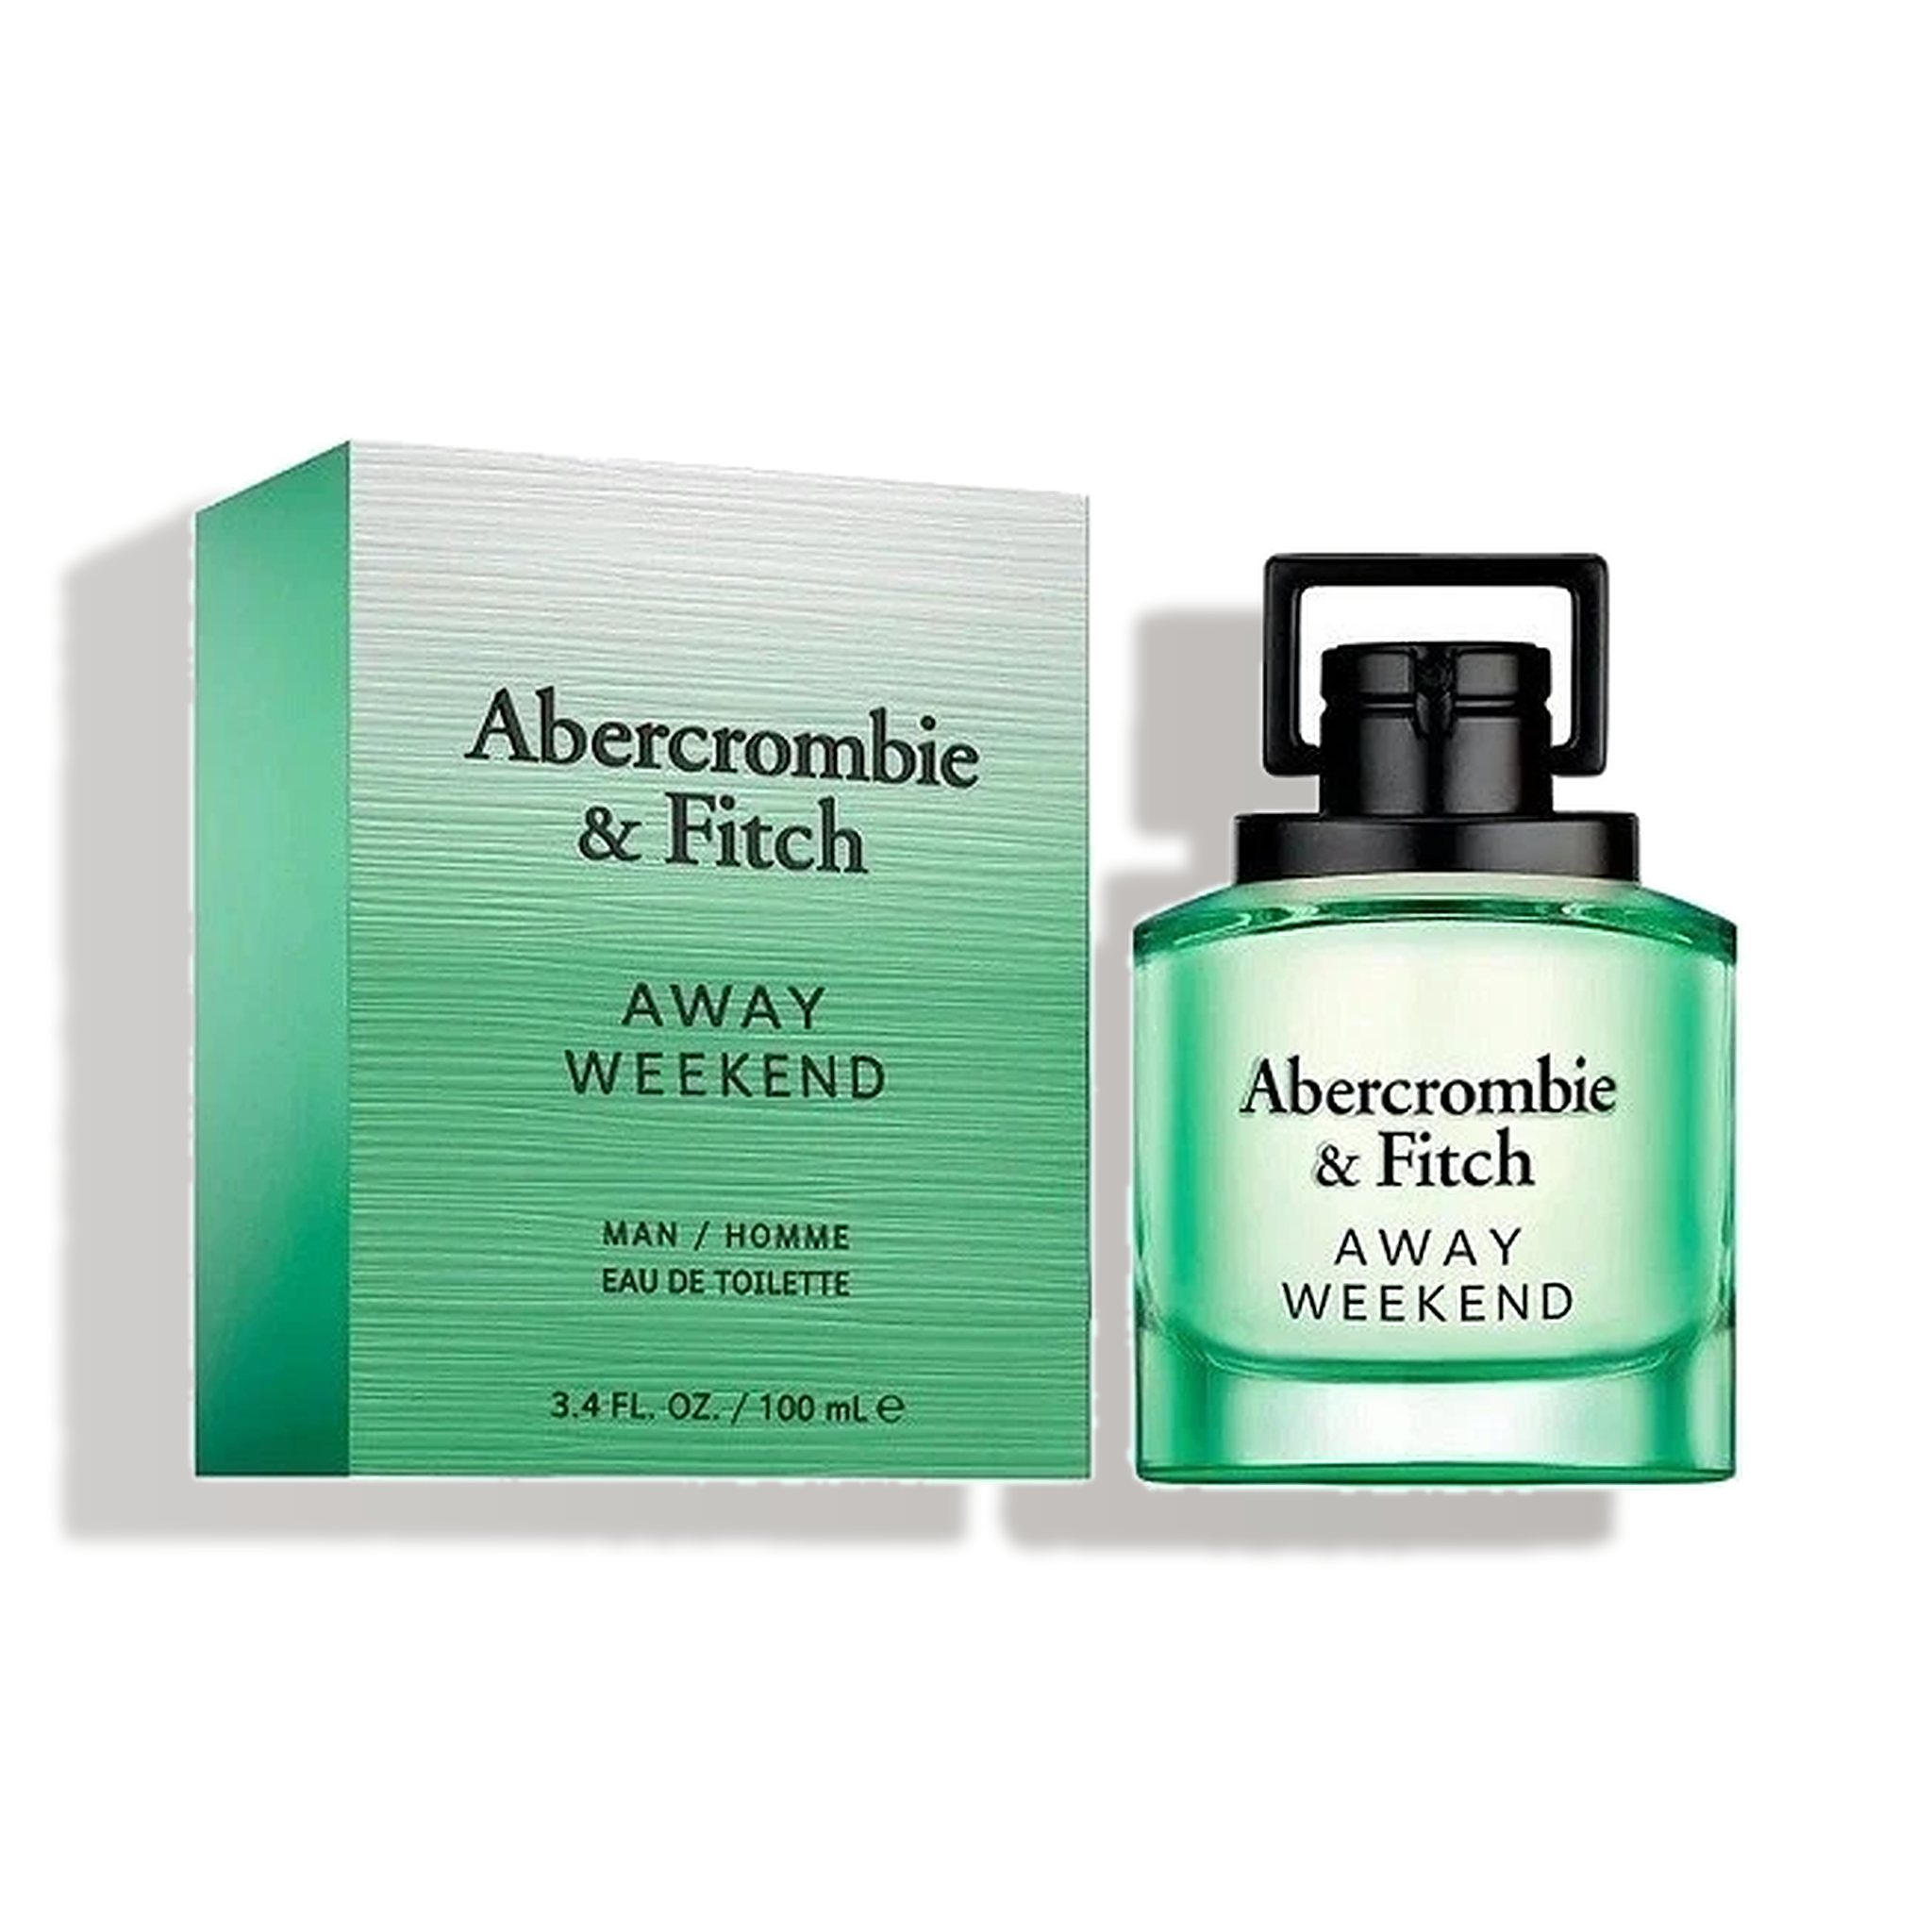 Abercrombie
& Fitch
AWAY
WEEKEND
MAN / HOMME
EAU DE TOILETTE
3.4 FL. OZ. / 100 mL ℮
Abercrombie
& Fitch
AWAY
WEEKEND